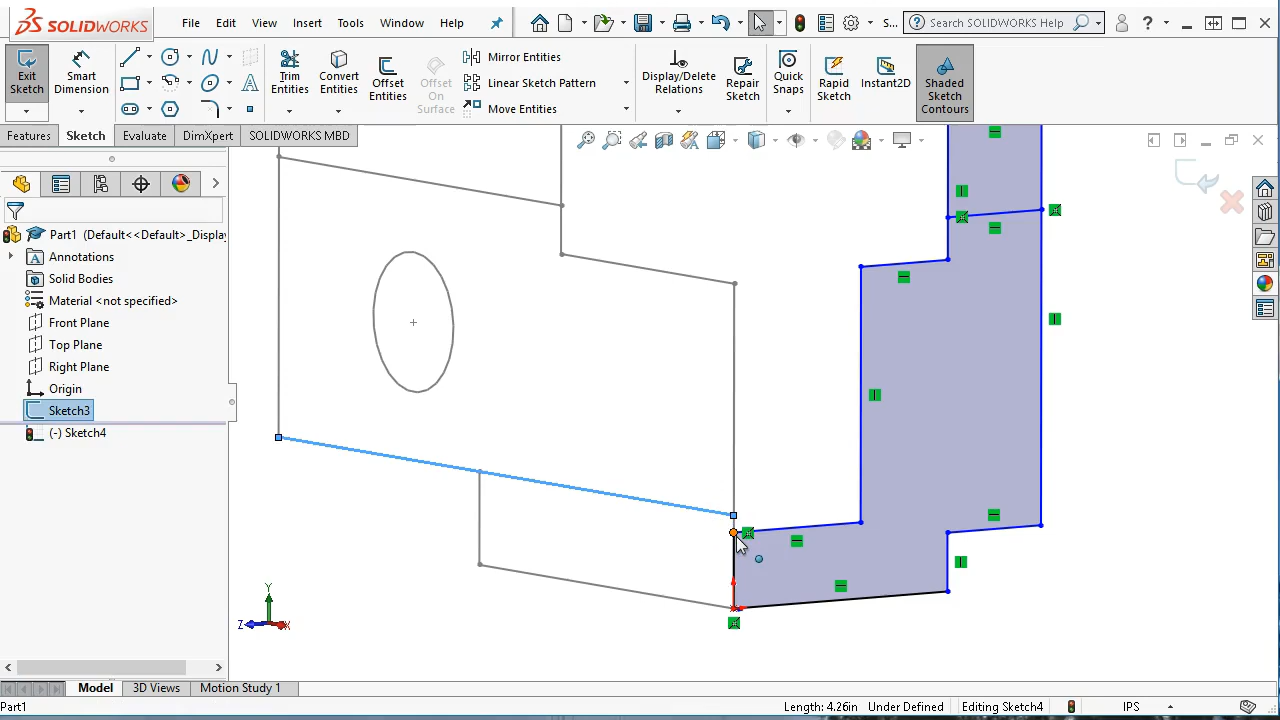 SOLIDWORKS File Edit View Insert Tools Window Help S... Search SOLIDWORKS Help ?
Exit Sketch Smart Dimension Trim Entities Convert Entities Offset Entities Offset On Surface Mirror Entities Linear Sketch Pattern Move Entities Display/Delete Relations Repair Sketch Quick Snaps Rapid Sketch Instant2D Shaded Sketch Contours
Features Sketch Evaluate DimXpert SOLIDWORKS MBD
Part1 (Default<<Default>_Display
Annotations
Solid Bodies
Material <not specified>
Front Plane
Top Plane
Right Plane
Origin
Sketch3
(-) Sketch4
Y
Z X
Model 3D Views Motion Study 1
Part1 Length: 4.26in Under Defined Editing Sketch4 IPS